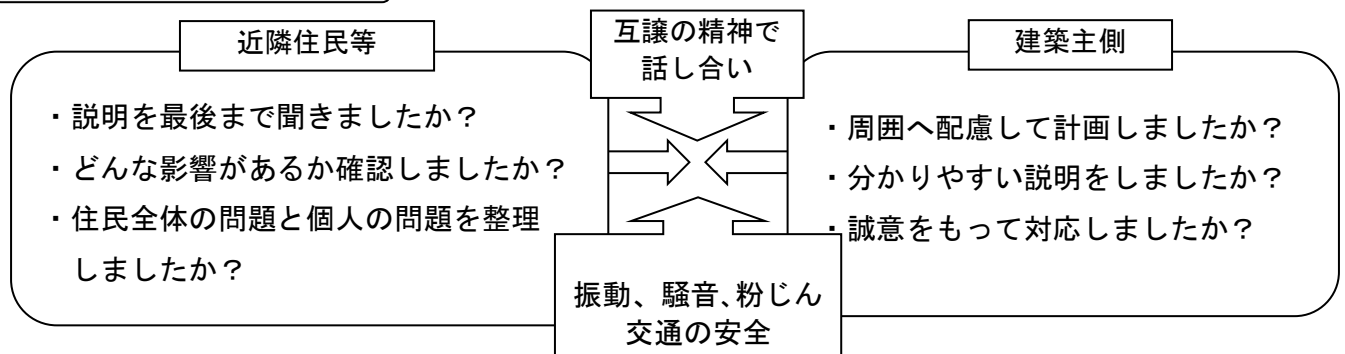 近隣住民等
・説明を最後まで聞きましたか？
・どんな影響があるか確認しましたか？
・住民全体の問題と個人の問題を整理
しましたか？
互譲の精神で
話し合い
振動、騒音、粉じん
交通の安全
建築主側
・周囲へ配慮して計画しましたか？
・分かりやすい説明をしましたか？
・誠意をもって対応しましたか？